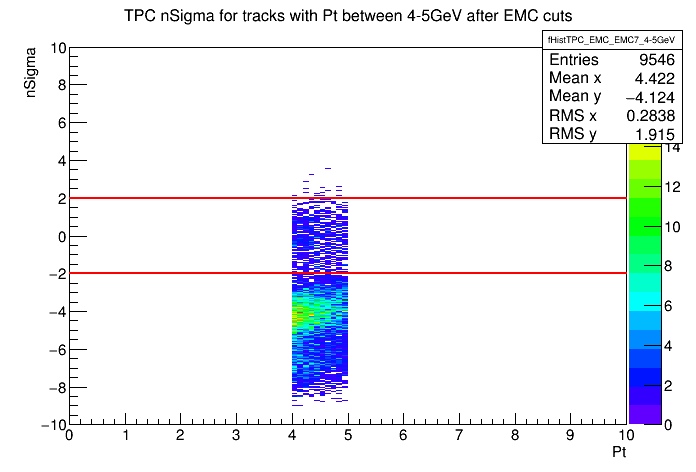 TPC nSigma for tracks with Pt between 4-5GeV after EMC cuts
fHistTPC_EMC_EMC7_4-5GeV
Entries 9546
Mean x 4.422
Mean y −4.124
RMS x 0.2838
RMS y 1.915
nSigma
10
8
6
4
2
0
−2
−4
−6
−8
−10
14
12
10
8
6
4
2
0
0 1 2 3 4 5 6 7 8 9 10
Pt